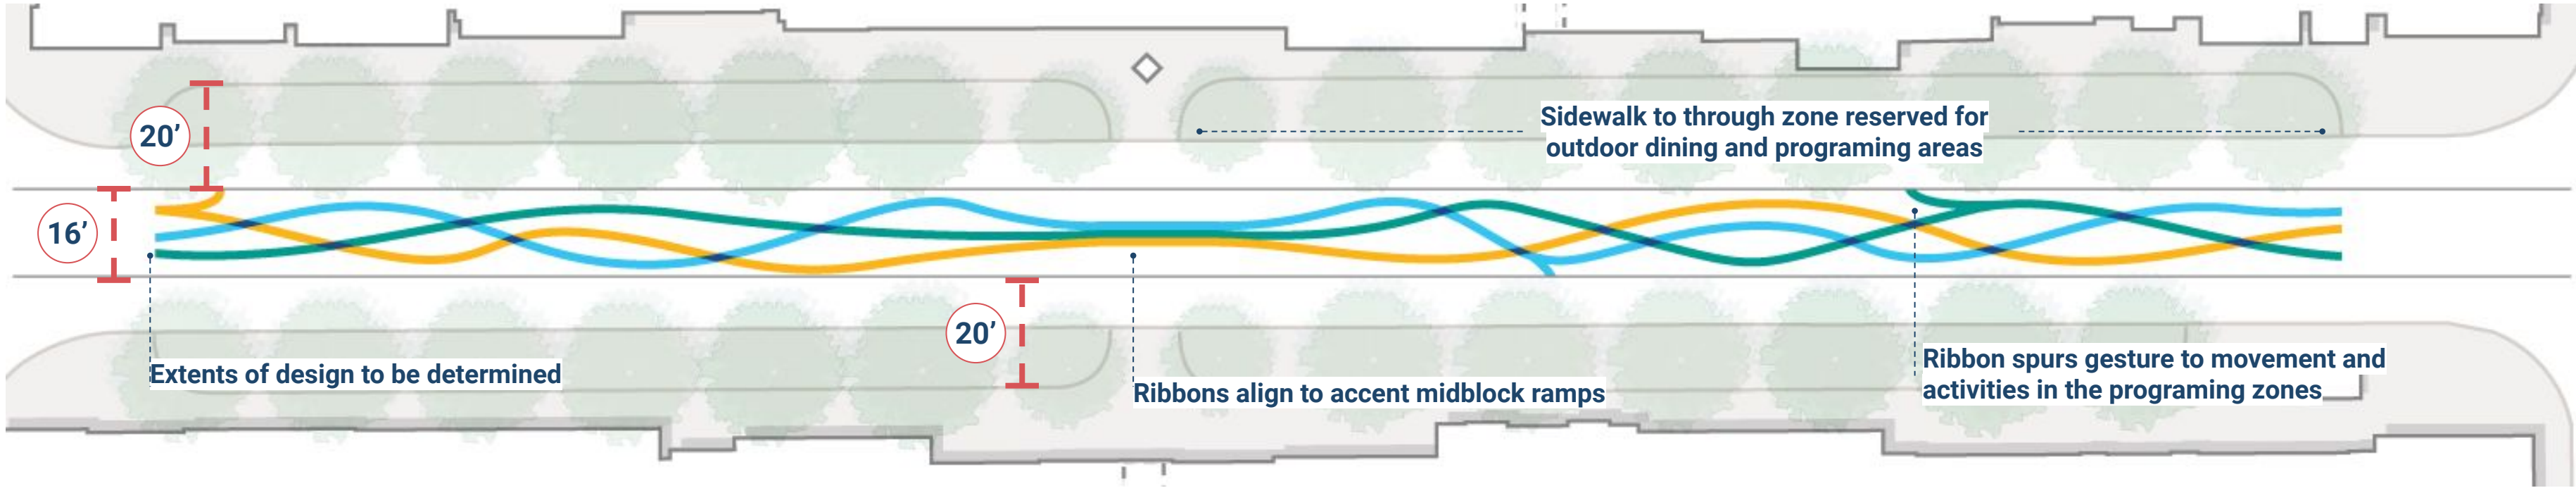 20’
Sidewalk to through zone reserved for
outdoor dining and programing areas
16’
20’
Extents of design to be determined
Ribbons align to accent midblock ramps
Ribbon spurs gesture to movement and
activities in the programing zones